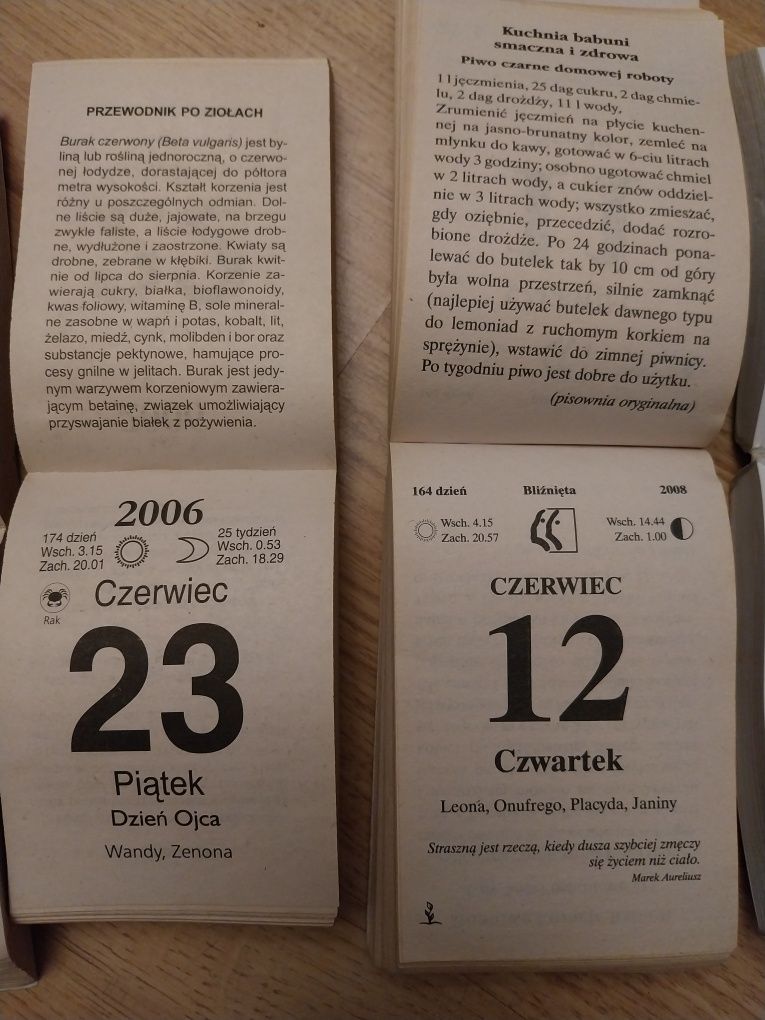 PRZEWODNIK PO ZIOŁACH
Burak czerwony (Beta vulgaris) jest by-
liną lub rośliną jednoroczną, o czerwo-
nej łodydze, dorastającej do półtora
metra wysokości. Kształt korzenia jest
różny u poszczególnych odmian. Dol-
ne liście są duże, jajowate, na brzegu
zwykle faliste, a liście łodygowe drob-
ne, wydłużone i zaostrzone. Kwiaty są
drobne, zebrane w kłębiki. Burak kwit-
nie od lipca do sierpnia. Korzenie za-
wierają cukry, białka, bioflawonoidy,
kwas foliowy, witaminę B, sole mineral-
ne zasobne w wapń i potas, kobalt, lit,
żelazo, miedź, cynk, molibden i bor oraz
substancje pektynowe, hamujące pro-
cesy gnilne w jelitach. Burak jest jedy-
nym warzywem korzeniowym zawiera-
jącym betainę, związek umożliwiający
przyswajanie białek z pożywienia.
2006
174 dzień
Wsch. 3.15
Zach. 20.01
25 tydzień
Wsch. 0.53
Zach. 18.29
Rak
Czerwiec
23
Piątek
Dzień Ojca
Wandy, Zenona
Kuchnia babuni
smaczna i zdrowa
Piwo czarne domowej roboty
1 l jęczmienia, 25 dag cukru, 2 dag chmie-
lu, 2 dag drożdży, 11 l wody,
Zrumienić jęczmień na płycie kuchen-
nej na jasno-brunatny kolor, zemleć na
młynku do kawy, gotować w 6-ciu litrach
wody 3 godziny; osobno ugotować chmiel
w 2 litrach wody, a cukier znów oddziel-
nie w 3 litrach wody; wszystko zmieszać,
gdy oziębnie, przecedzić, dodać rozro-
bione drożdże. Po 24 godzinach pona-
lewać do butelek tak by 10 cm od góry
była wolna przestrzeń, silnie zamknąć
(najlepiej używać butelek dawnego typu
do lemoniad z ruchomym korkiem na
sprężynie), wstawić do zimnej piwnicy.
Po tygodniu piwo jest dobre do użytku.
(pisownia oryginalna)
164 dzień
Bliźnięta
2008
Wsch. 4.15
Zach. 20.57
Wsch. 14.44
Zach. 1.00
CZERWIEC
12
Czwartek
Leona, Onufrego, Placyda, Janiny
Straszną jest rzeczą, kiedy dusza szybciej zmęczy
się życiem niż ciało.
Marek Aureliusz